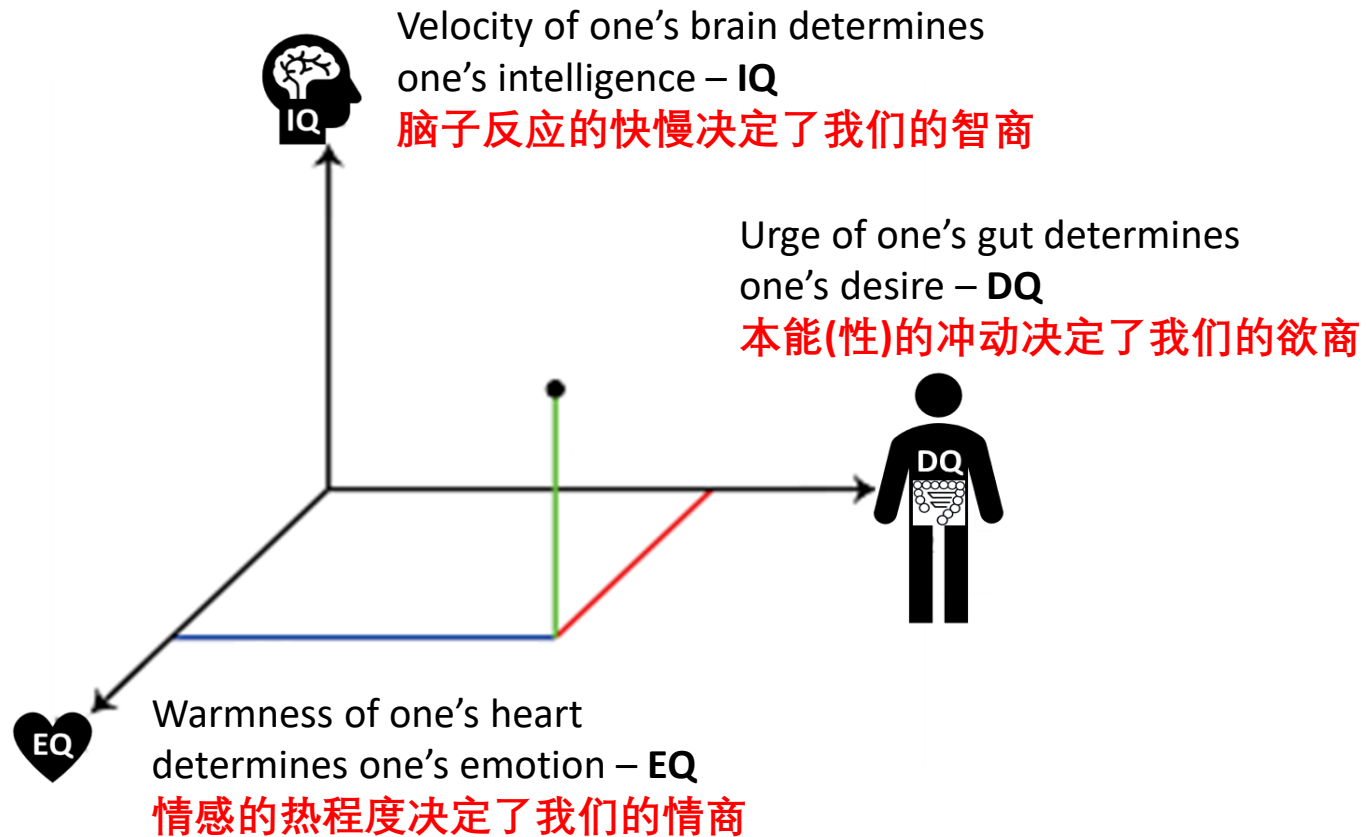 Velocity of one's brain determines
one's intelligence – IQ
脑子反应的快慢决定了我们的智商
IQ
Urge of one's gut determines
one's desire – DQ
本能(性)的冲动决定了我们的欲商
DQ
EQ
Warmness of one's heart
determines one's emotion – EQ
情感的热程度决定了我们的情商